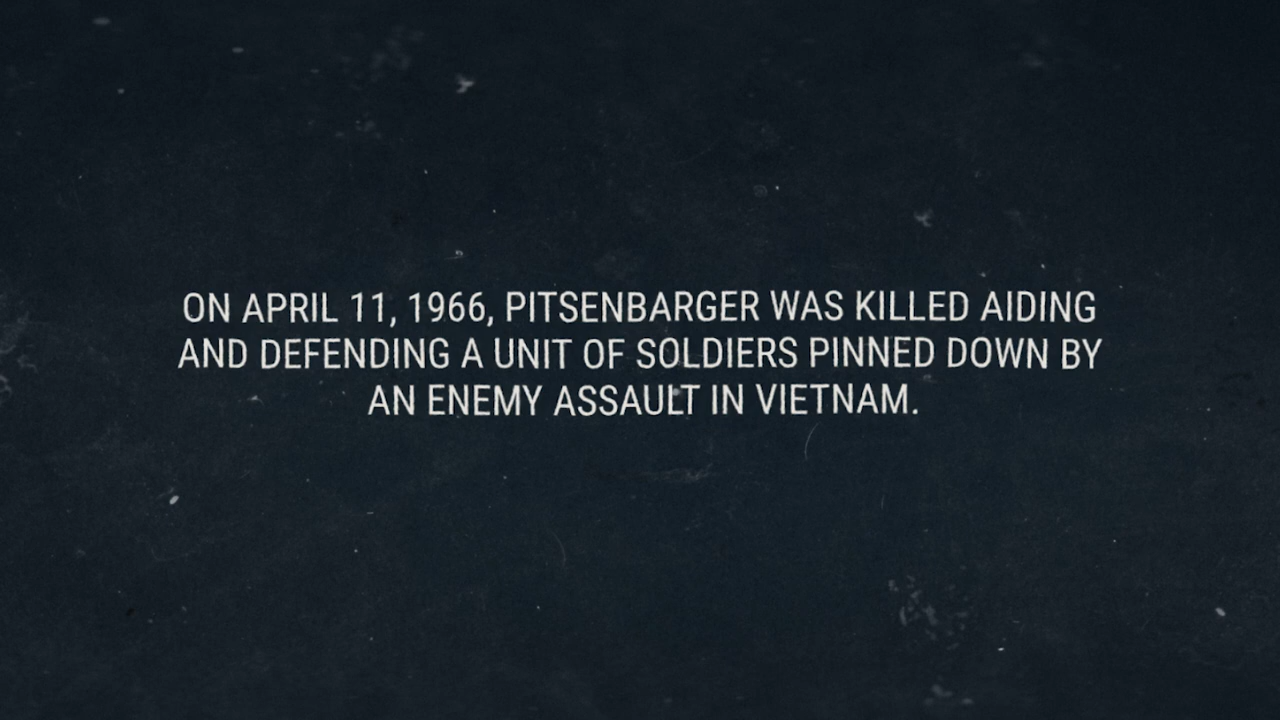 ON APRIL 11, 1966, PITSENBARGER WAS KILLED AIDING
AND DEFENDING A UNIT OF SOLDIERS PINNED DOWN BY
AN ENEMY ASSAULT IN VIETNAM.